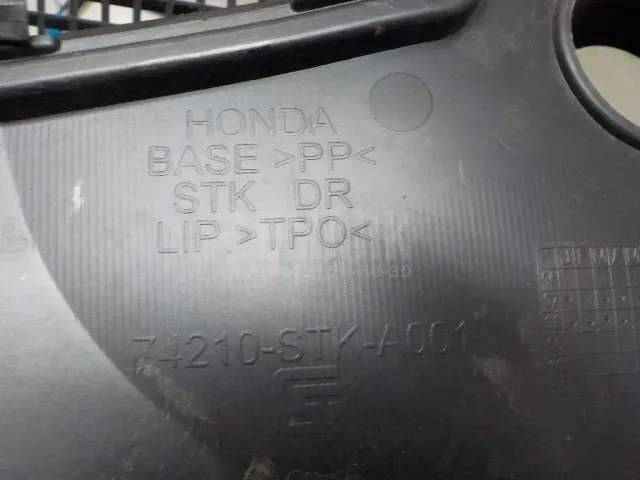 HONDA
BASE >PP<
STK DR
LIP >TPO<
74210-STK-A001